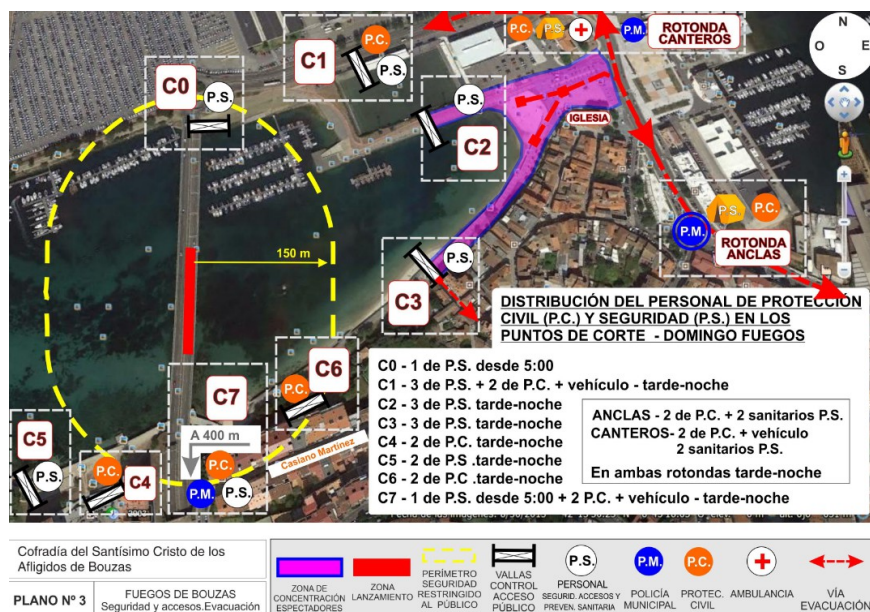 P.C.
P.S.
P.M.
ROTONDA
CANTEROS
N
O
E
S
C1
P.C.
P.S.
C0
P.S.
P.S.
C2
IGLESIA
P.S.
P.C.
P.M.
ROTONDA
ANCLAS
150 m
P.S.
C3
C6
P.C.
C7
A 400 m
P.C.
P.M.
P.S.
Casiano Martínez
C5
P.S.
P.C.
C4
DISTRIBUCIÓN DEL PERSONAL DE PROTECCIÓN
CIVIL (P.C.) Y SEGURIDAD (P.S.) EN LOS
PUNTOS DE CORTE - DOMINGO FUEGOS
C0 - 1 de P.S. desde 5:00
C1 - 3 de P.S. + 2 de P.C. + vehículo - tarde-noche
C2 - 3 de P.S. tarde-noche
C3 - 3 de P.S. tarde-noche
C4 - 2 de P.C. tarde-noche
C5 - 2 de P.S .tarde-noche
C6 - 2 de P.C .tarde-noche
C7 - 1 de P.S. desde 5:00 + 2 P.C. + vehículo - tarde-noche
ANCLAS - 2 de P.C. + 2 sanitarios P.S.
CANTEROS- 2 de P.C. + vehículo
2 sanitarios P.S.
En ambas rotondas tarde-noche
Cofradía del Santísimo Cristo de los
Afligidos de Bouzas
PLANO Nº 3
FUEGOS DE BOUZAS
Seguridad y accesos.Evacuación
ZONA DE
CONCENTRACIÓN
ESPECTADORES
ZONA
LANZAMIENTO
PERÍMETRO
SEGURIDAD
RESTRINGIDO
AL PÚBLICO
VALLAS
CONTROL
ACCESO
PÚBLICO
P.S.
PERSONAL
SEGURID. ACCESOS Y
PREVEN. SANITARIA
P.M.
POLICÍA
MUNICIPAL
P.C.
PROTEC.
CIVIL
AMBULANCIA
VÍA
EVACUACIÓN